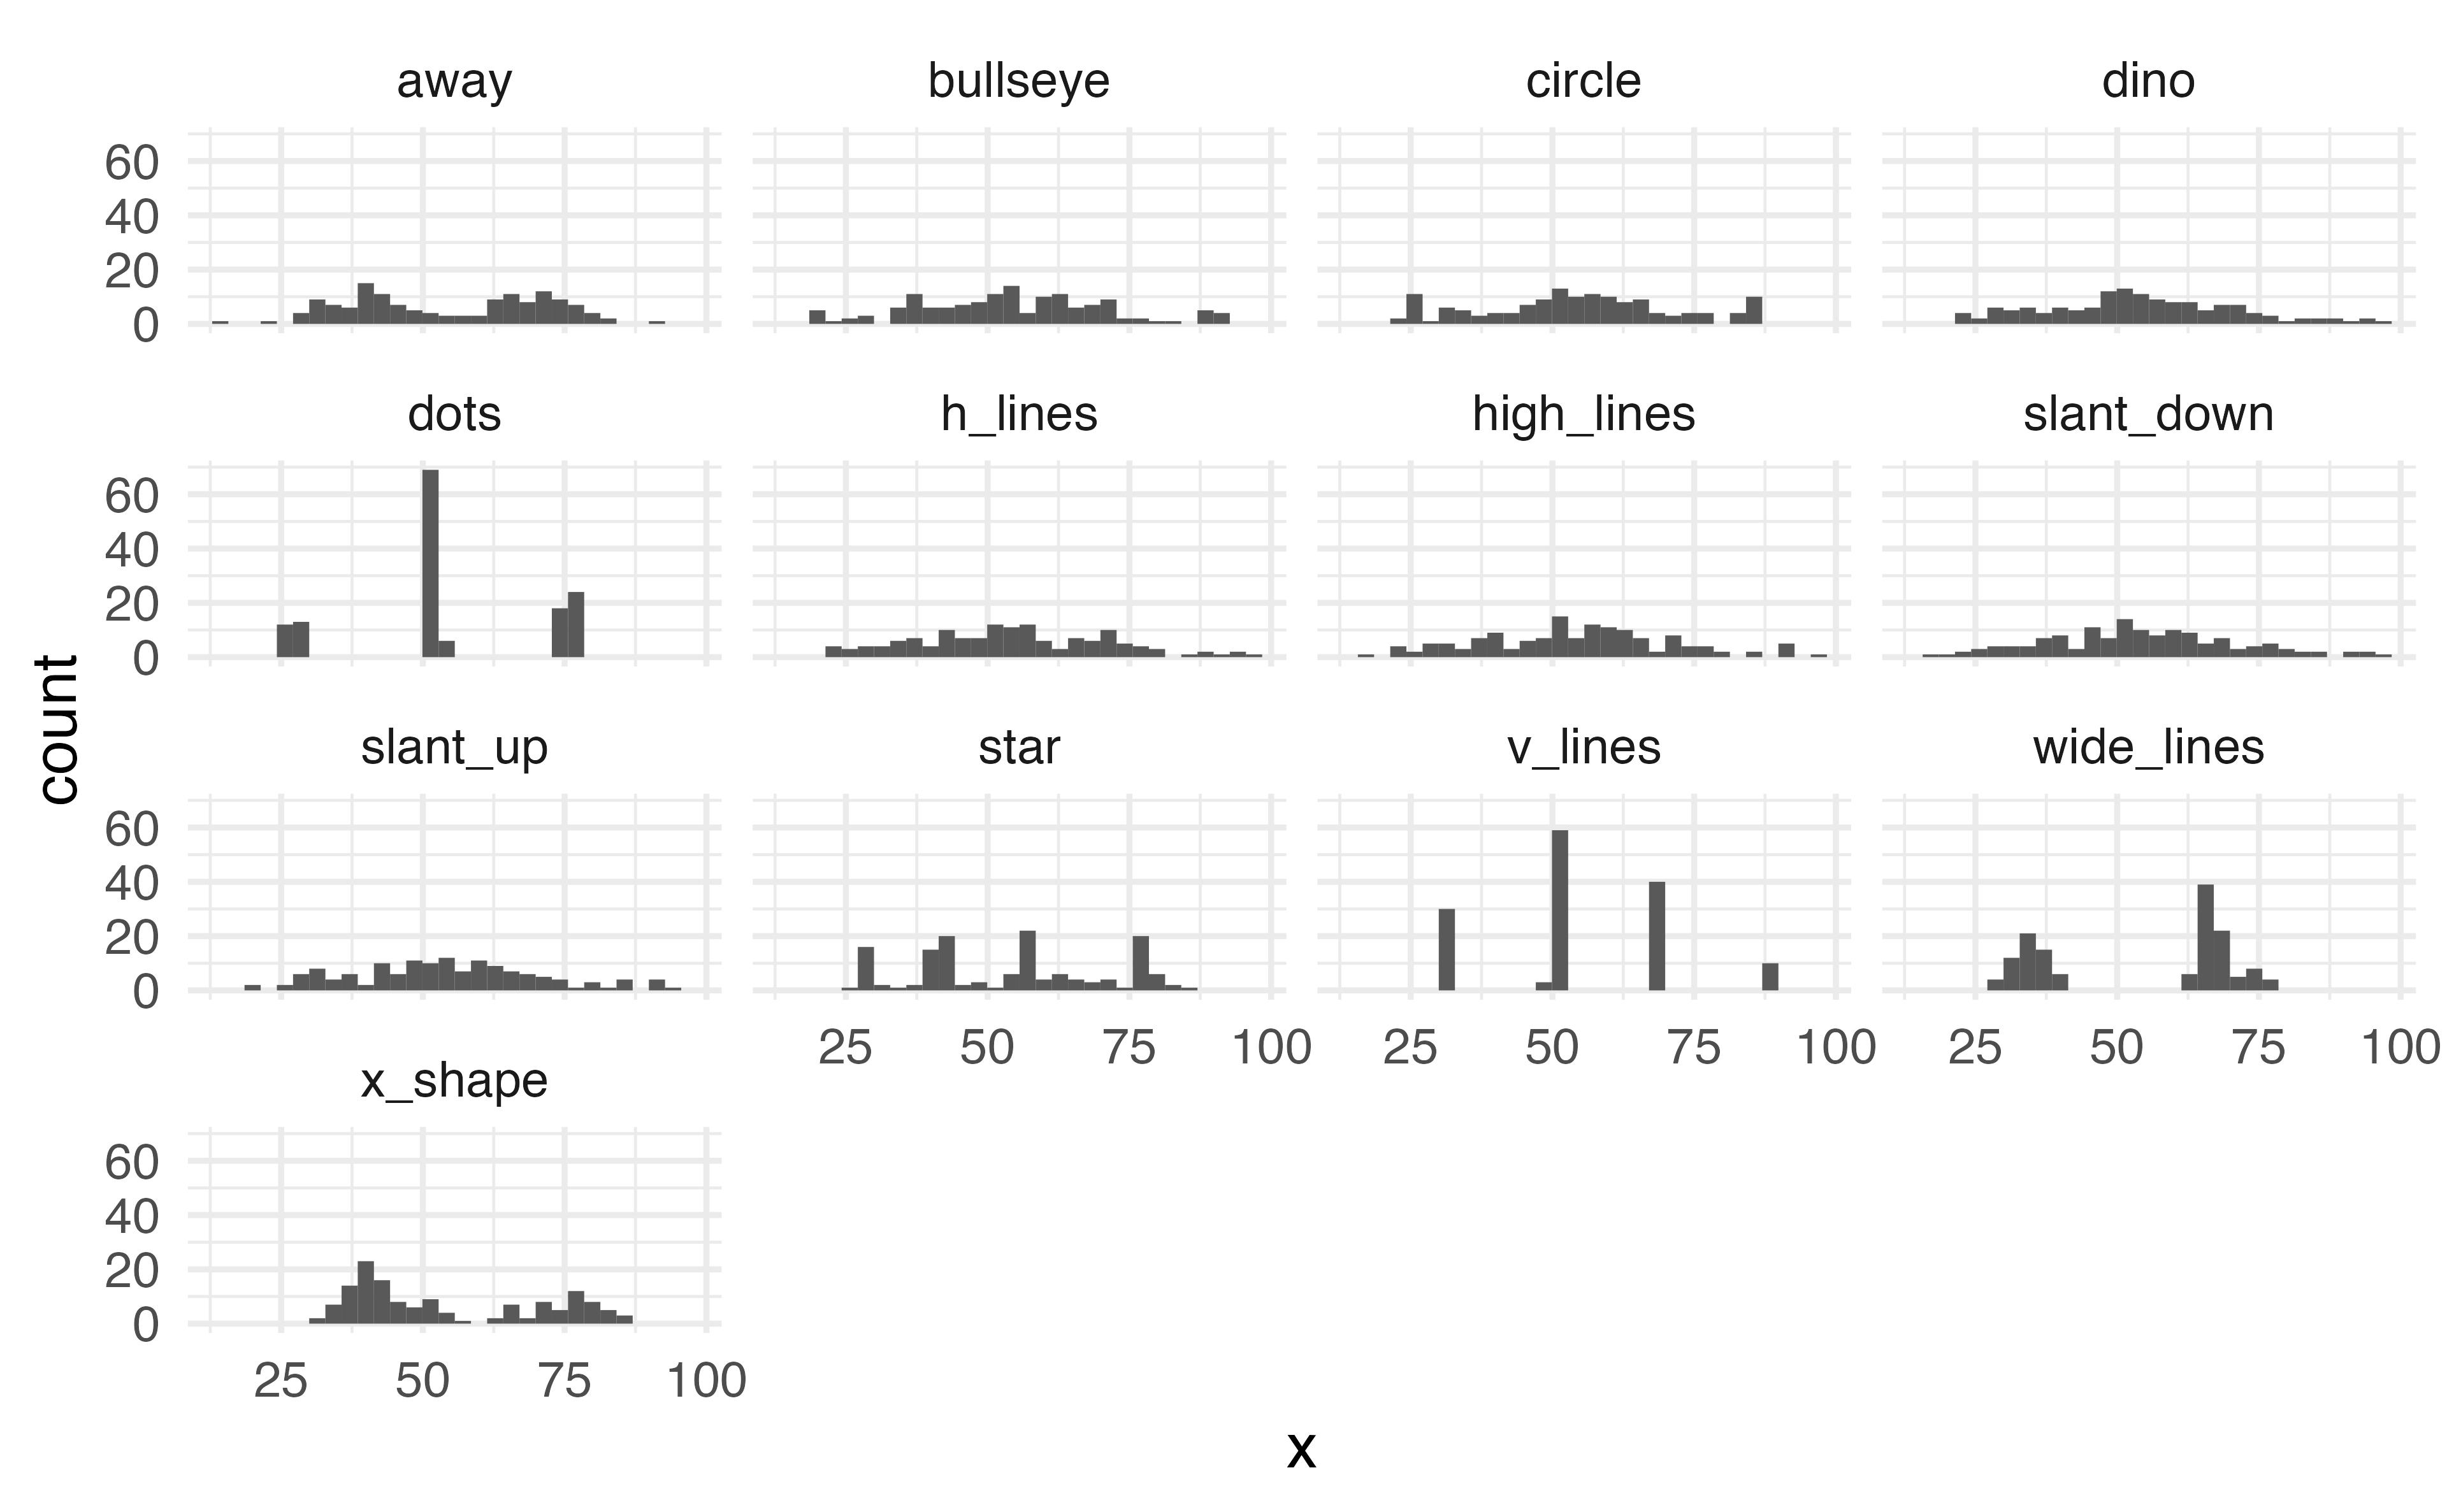 away bullseye circle dino
60
40
20
0
dots h_lines high_lines slant_down
60
40
20
0
count
slant_up star v_lines wide_lines
60
40
20
0
25 50 75 100 25 50 75 100 25 50 75 100
x_shape
60
40
20
0
25 50 75 100
x